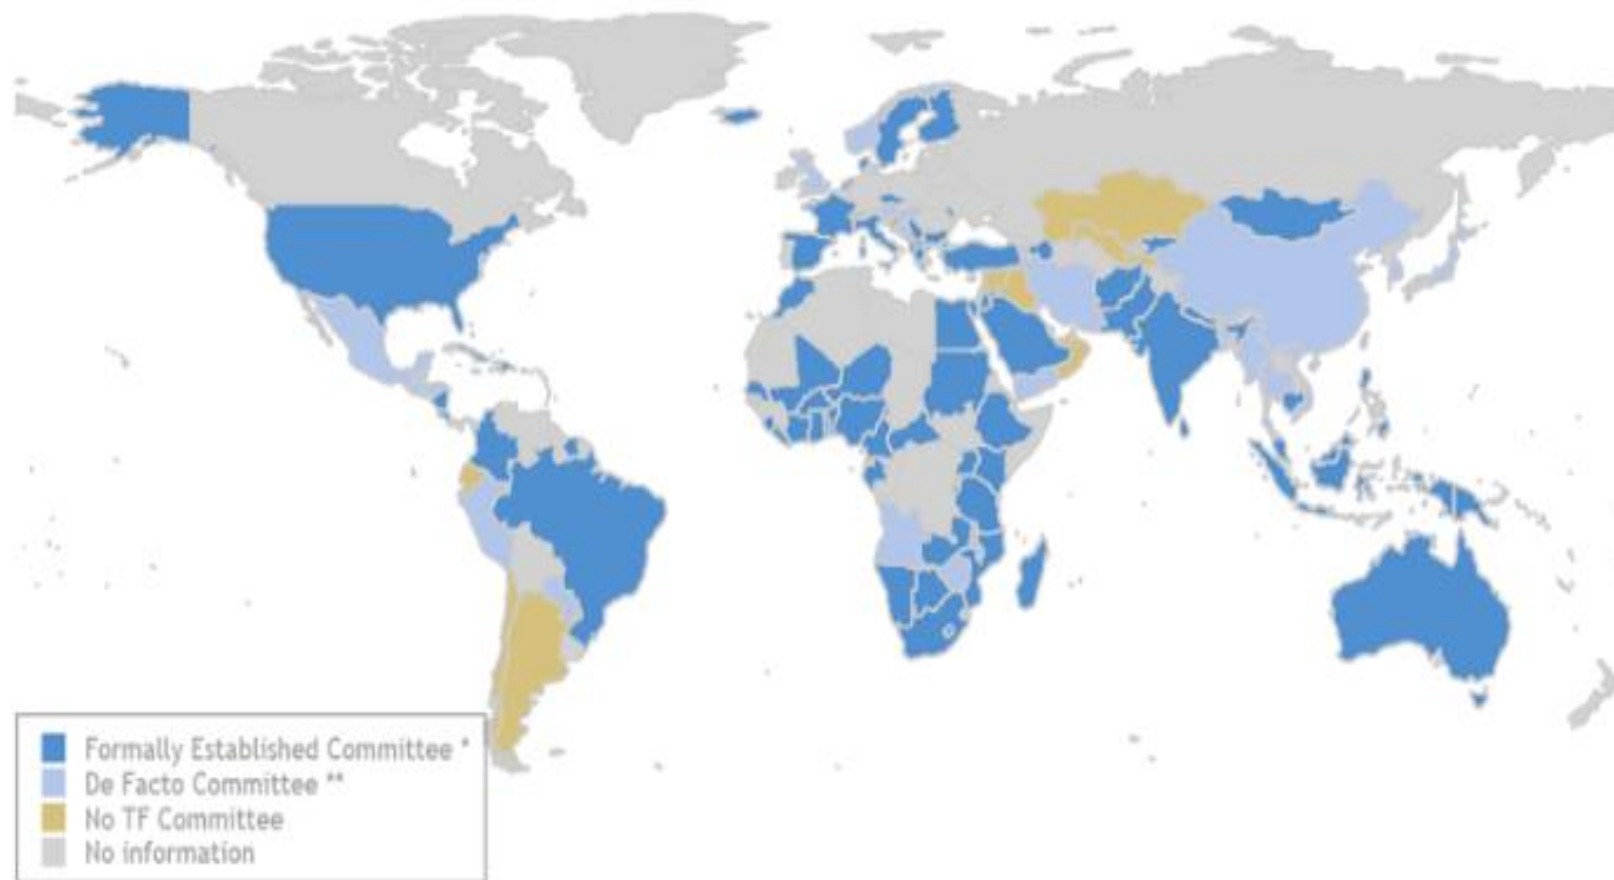 Formally Established Committee *
De Facto Committee **
No TF Committee
No information